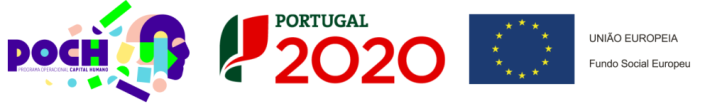 POCH
PROGRAMA OPERACIONAL CAPITAL HUMANO
PORTUGAL
2020
UNIÃO EUROPEIA
Fundo Social Europeu